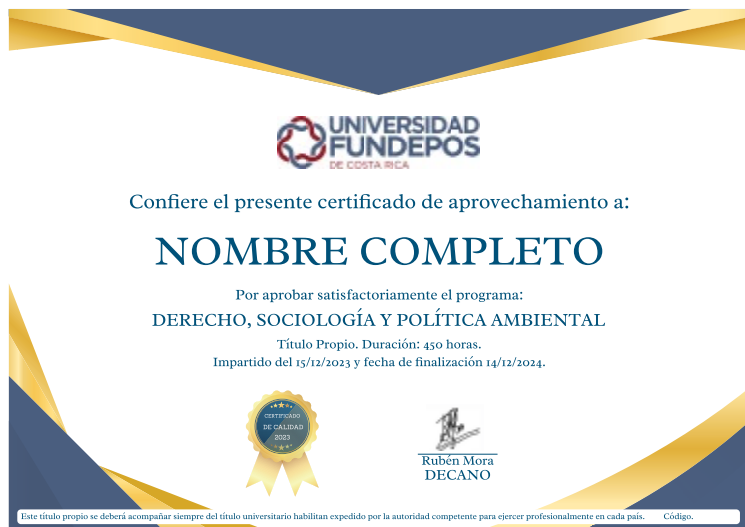 UNIVERSIDAD
FUNDEPOS
DE COSTA RICA
Confiere el presente certificado de aprovechamiento a:
NOMBRE COMPLETO
Por aprobar satisfactoriamente el programa:
DERECHO, SOCIOLOGÍA Y POLÍTICA AMBIENTAL
Título Propio. Duración: 450 horas.
Impartido del 15/12/2023 y fecha de finalización 14/12/2024.
CERTIFICADO
DE CALIDAD
2023
Rubén Mora
DECANO
Este título propio se deberá acompañar siempre del título universitario habilitan expedido por la autoridad competente para ejercer profesionalmente en cada país. Código.